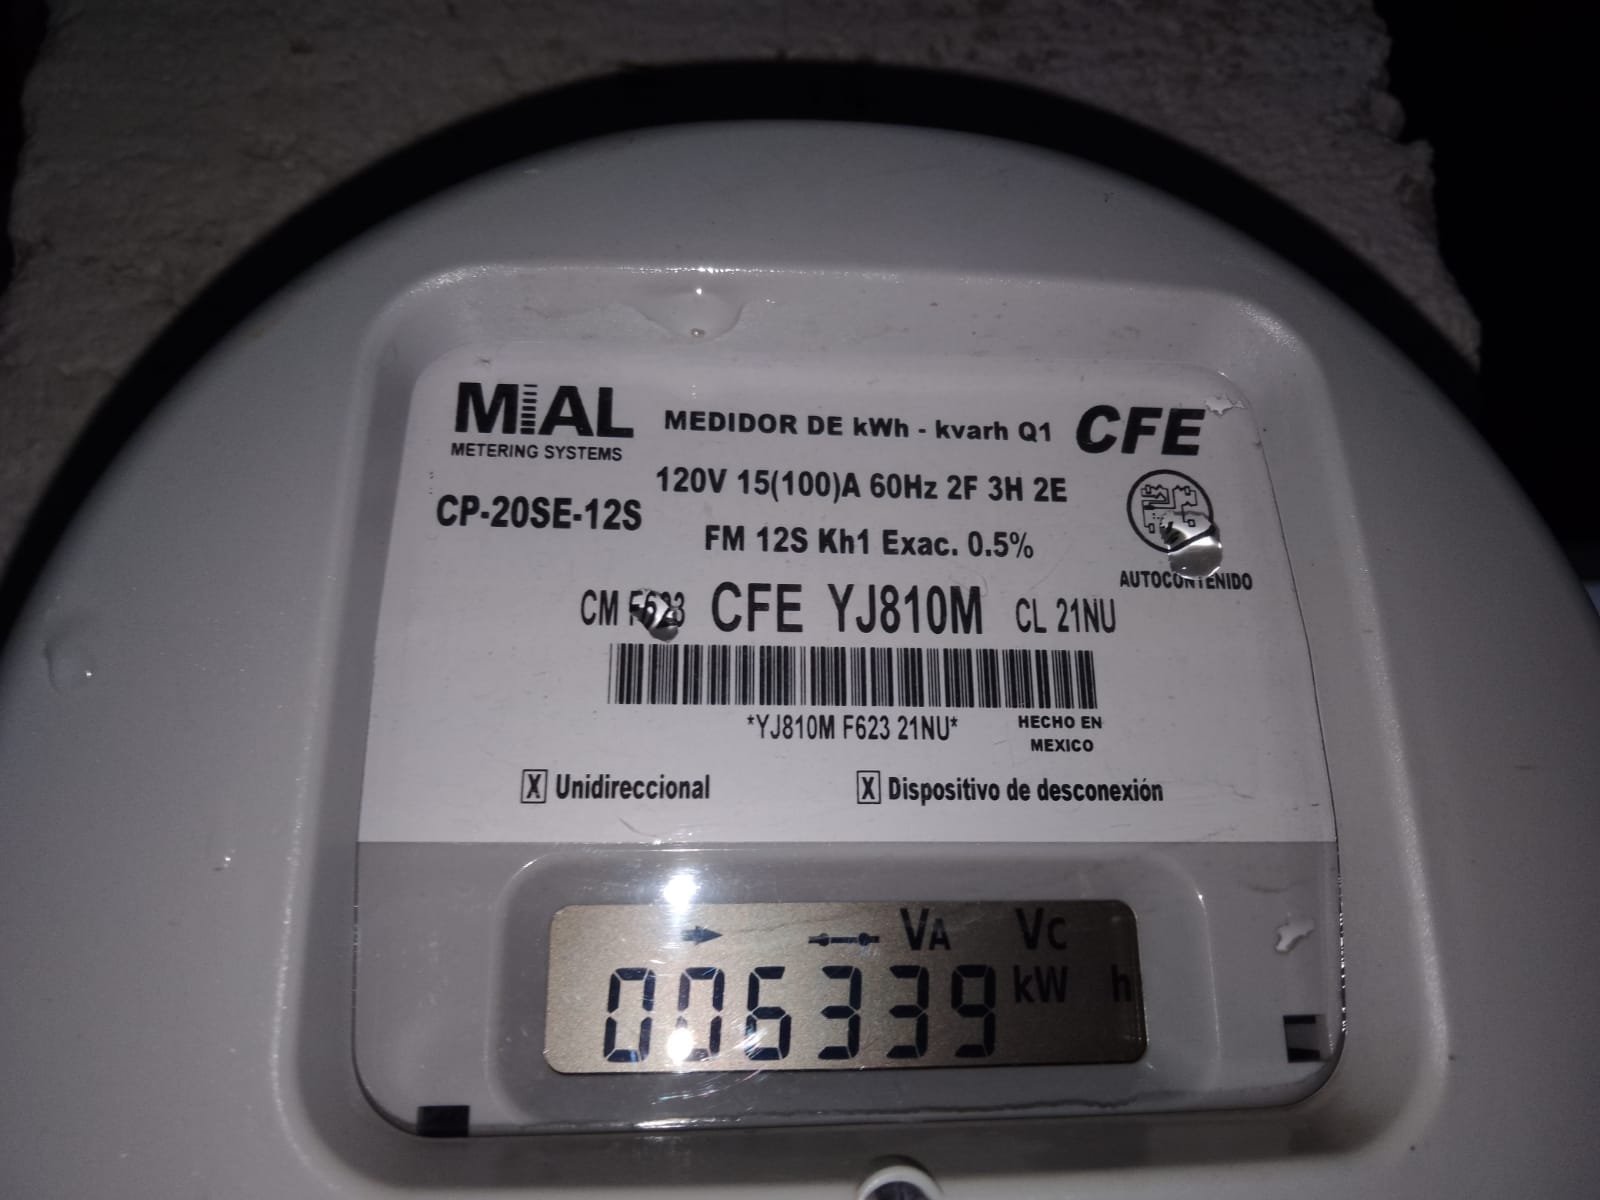 MIAL
METERING SYSTEMS
MEDIDOR DE kWh - kvarh Q1
CFE
120V 15(100)A 60Hz 2F 3H 2E
CP-20SE-12S
FM 12S Kh1 Exac. 0.5%
AUTOCONTENIDO
CM F623 CFE YJ810M CL 21NU
*YJ810M F623 21NU*
HECHO EN
MEXICO
X Unidireccional
X Dispositivo de desconexión
VA VC
006339 kW h